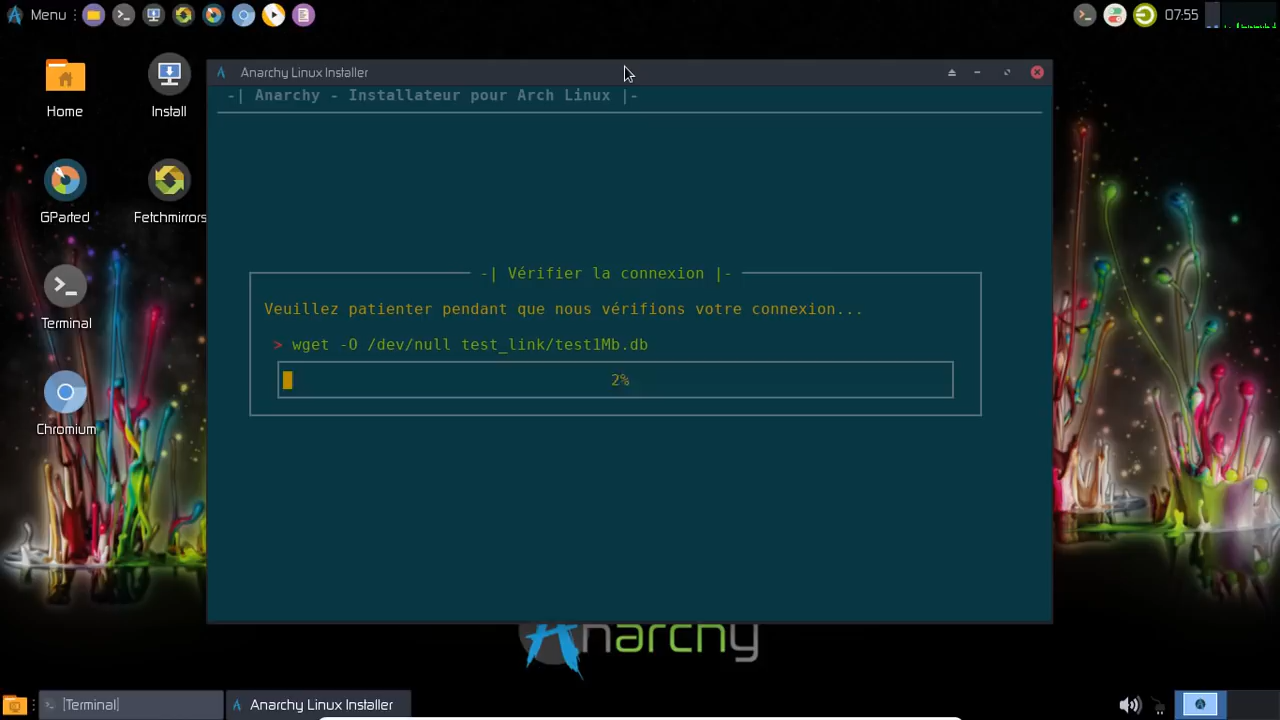 Menu
07:55
Home
Install
GParted
Fetchmirrors
Terminal
Chromium
Anarchy Linux Installer
-| Anarchy - Installateur pour Arch Linux |-
-| Vérifier la connexion |-
Veuillez patienter pendant que nous vérifions votre connexion...
> wget -O /dev/null test_link/test1Mb.db
2%
Anarchy
[Terminal]
Anarchy Linux Installer